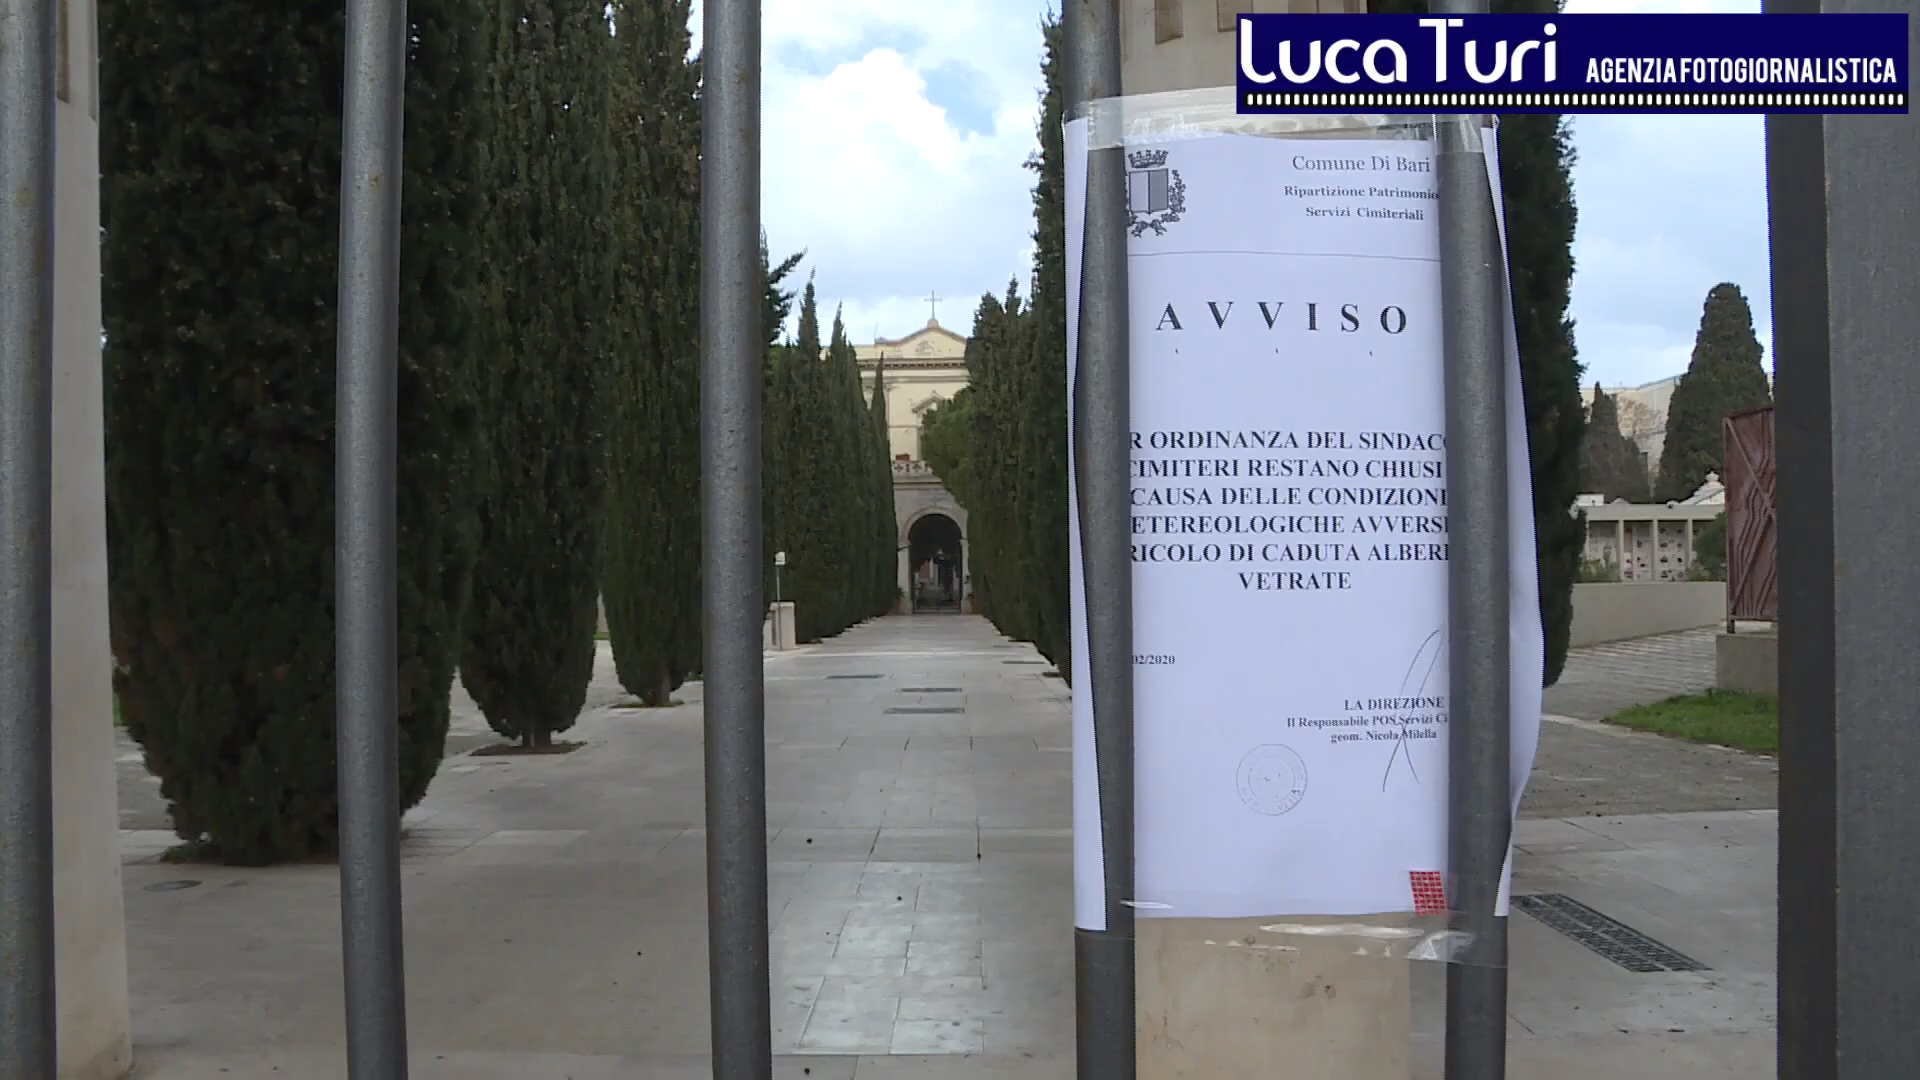 Luca Turi AGENZIA FOTOGIORNALISTICA
Comune Di Bari
Ripartizione Patrimonio
Servizi Cimiteriali
AVVISO
R ORDINANZA DEL SINDACO
CIMITERI RESTANO CHIUSI
CAUSA DELLE CONDIZIONI
ETEREOLOGICHE AVVERSE
RICOLO DI CADUTA ALBERI
VETRATE
02/2020
LA DIREZIONE
Il Responsabile POS Servizi Ci
geom. Nicola Milella